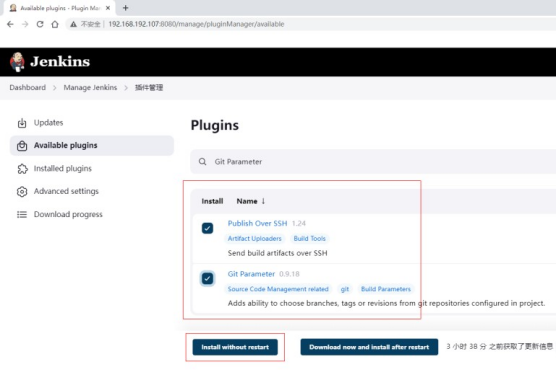 Available plugins - Plugin Man
不安全 192.168.192.107:8080/manage/pluginManager/available
Jenkins
Dashboard > Manage Jenkins > 插件管理
Updates
Available plugins
Installed plugins
Advanced settings
Download progress
Plugins
Git Parameter
Install Name ↓
Publish Over SSH 1.24
Artifact Uploaders Build Tools
Send build artifacts over SSH
Git Parameter 0.9.18
Source Code Management related git Build Parameters
Adds ability to choose branches, tags or revisions from git repositories configured in project.
Install without restart Download now and install after restart 3 小时 38 分 之前获取了更新信息